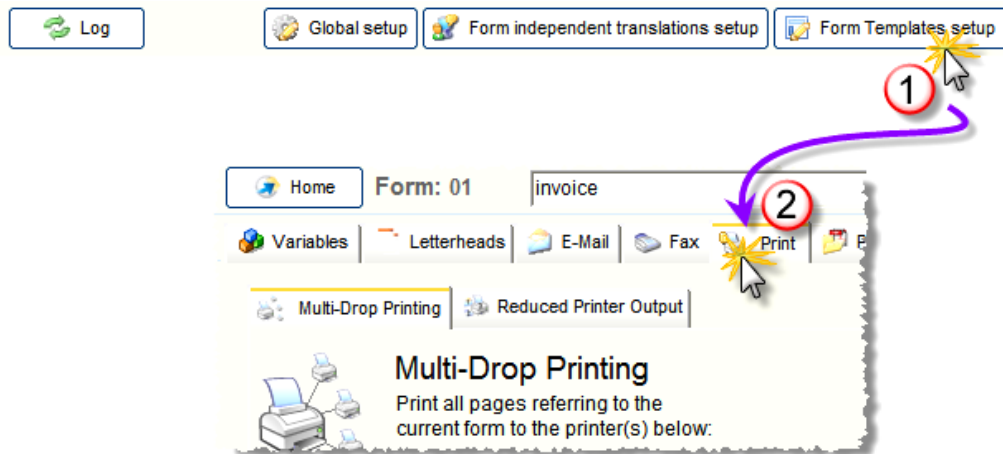 Log Global setup Form independent translations setup Form Templates setup
1
Home Form: 01 invoice
2
Variables Letterheads E-Mail Fax Print
Multi-Drop Printing Reduced Printer Output
Multi-Drop Printing
Print all pages referring to the
current form to the printer(s) below: